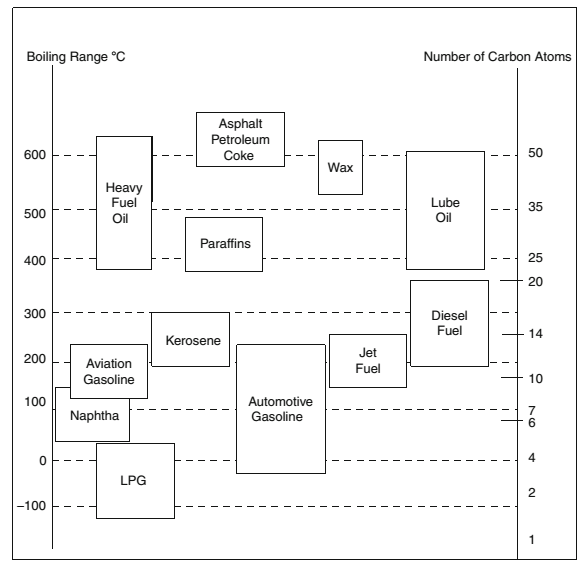 Boiling Range °C
Number of Carbon Atoms
Asphalt
Petroleum
Coke
600
50
Wax
Heavy
Fuel
Oil
Lube
Oil
500
35
Paraffins
400
25
20
300
Diesel
Fuel
14
Kerosene
Jet
Fuel
200
Aviation
Gasoline
10
100
Automotive
Gasoline
7
Naphtha
6
0
4
LPG
2
–100
1